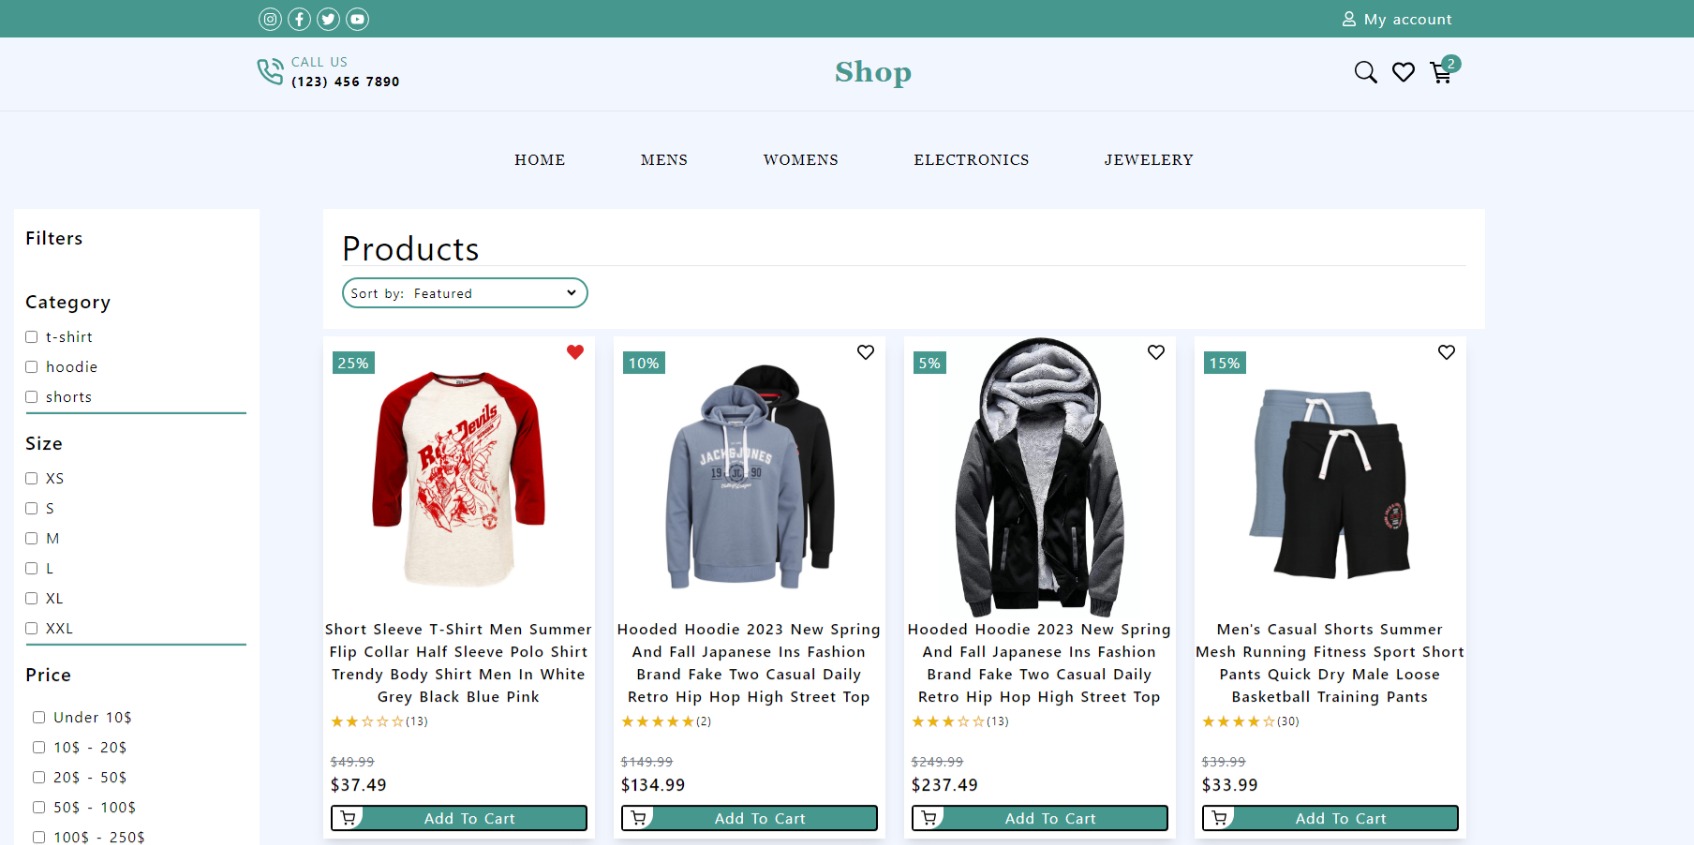 My account
CALL US
(123) 456 7890
Shop
2
HOME MENS WOMENS ELECTRONICS JEWELERY
Filters
Category
t-shirt
hoodie
shorts
Size
XS
S
M
L
XL
XXL
Price
Under 10$
10$ - 20$
20$ - 50$
50$ - 100$
100$ - 250$
Products
Sort by: Featured
25%
Devils
Short Sleeve T-Shirt Men Summer
Flip Collar Half Sleeve Polo Shirt
Trendy Body Shirt Men In White
Grey Black Blue Pink
(13)
$49.99
$37.49
Add To Cart
10%
JACK&JONES
19 90
Hooded Hoodie 2023 New Spring
And Fall Japanese Ins Fashion
Brand Fake Two Casual Daily
Retro Hip Hop High Street Top
(2)
$149.99
$134.99
Add To Cart
5%
Hooded Hoodie 2023 New Spring
And Fall Japanese Ins Fashion
Brand Fake Two Casual Daily
Retro Hip Hop High Street Top
(13)
$249.99
$237.49
Add To Cart
15%
Men's Casual Shorts Summer
Mesh Running Fitness Sport Short
Pants Quick Dry Male Loose
Basketball Training Pants
(30)
$39.99
$33.99
Add To Cart